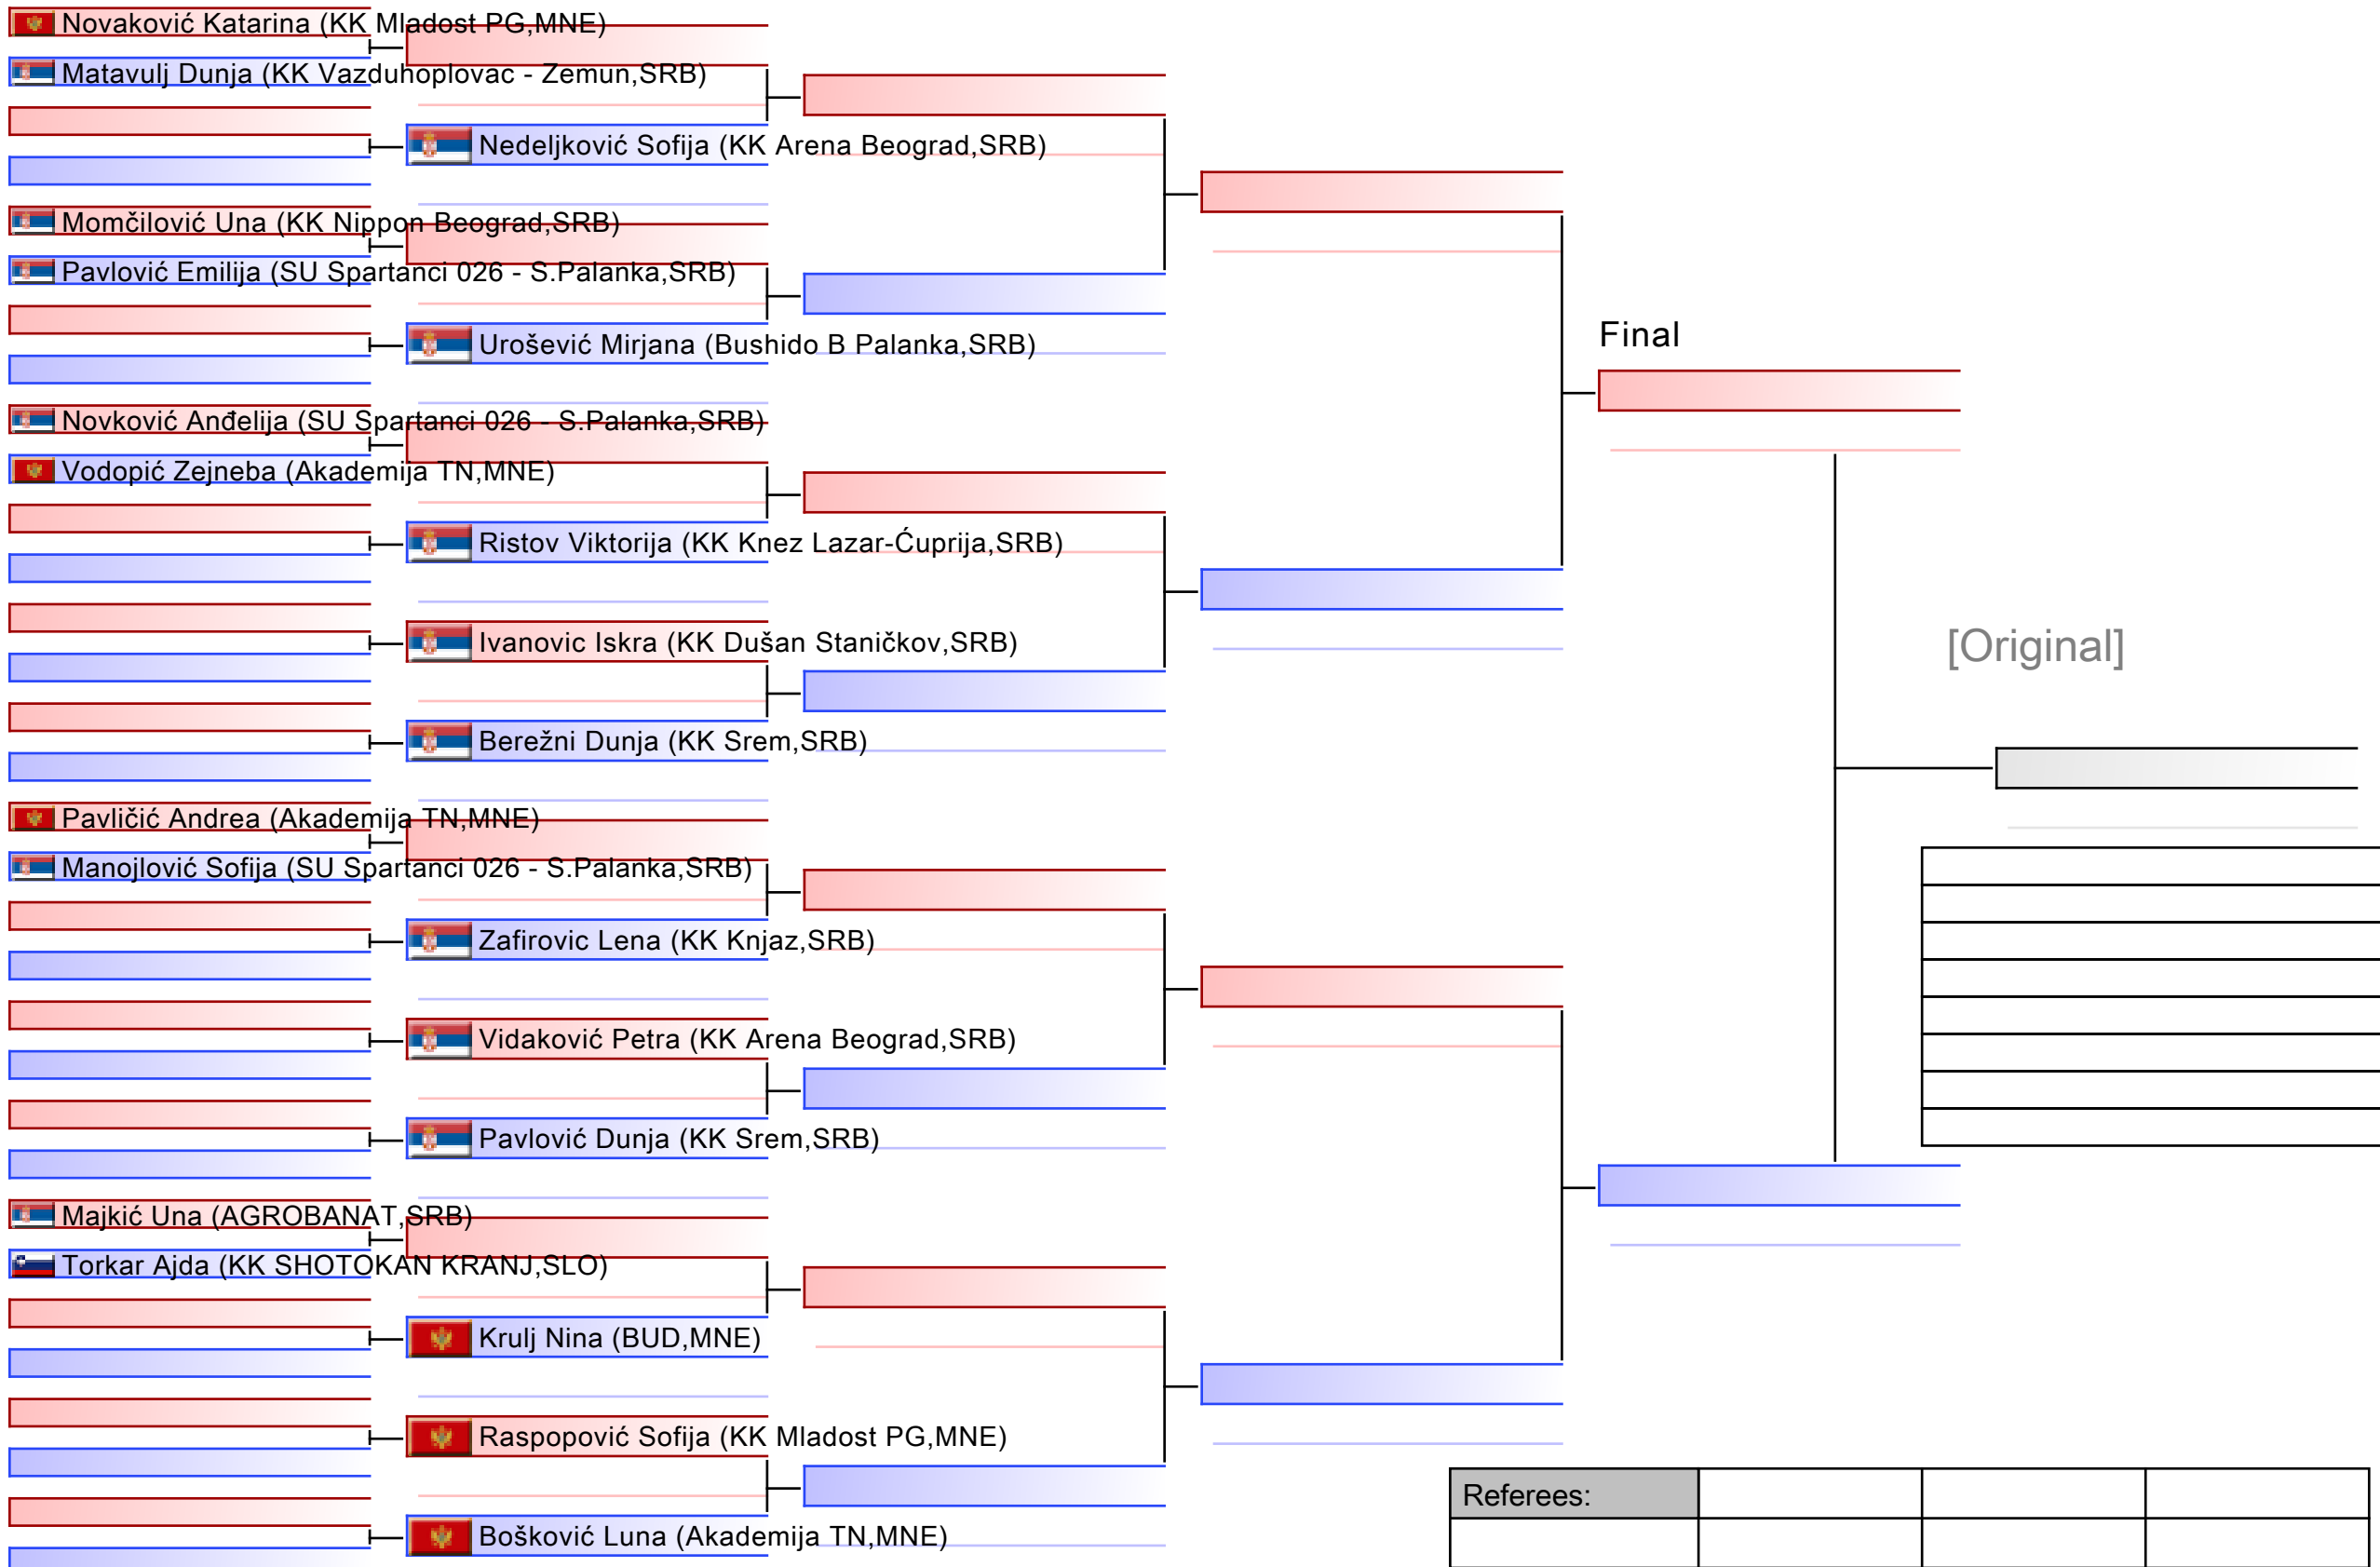 Novaković Katarina (KK Mladost PG,MNE)
Matavulj Dunja (KK Vazduhoplovac - Zemun,SRB)
Nedeljković Sofija (KK Arena Beograd,SRB)
Momčilović Una (KK Nippon Beograd,SRB)
Pavlović Emilija (SU Spartanci 026 - S.Palanka,SRB)
Urošević Mirjana (Bushido B Palanka,SRB)
Final
Novković Anđelija (SU Spartanci 026 - S.Palanka,SRB)
Vodopić Zejneba (Akademija TN,MNE)
Ristov Viktorija (KK Knez Lazar-Ćuprija,SRB)
Ivanovic Iskra (KK Dušan Staničkov,SRB)
[Original]
Berežni Dunja (KK Srem,SRB)
Pavličić Andrea (Akademija TN,MNE)
Manojlović Sofija (SU Spartanci 026 - S.Palanka,SRB)
Zafirovic Lena (KK Knjaz,SRB)
Vidaković Petra (KK Arena Beograd,SRB)
Pavlović Dunja (KK Srem,SRB)
Majkić Una (AGROBANAT,SRB)
Torkar Ajda (KK SHOTOKAN KRANJ,SLO)
Krulj Nina (BUD,MNE)
Raspopović Sofija (KK Mladost PG,MNE)
Referees:
Bošković Luna (Akademija TN,MNE)